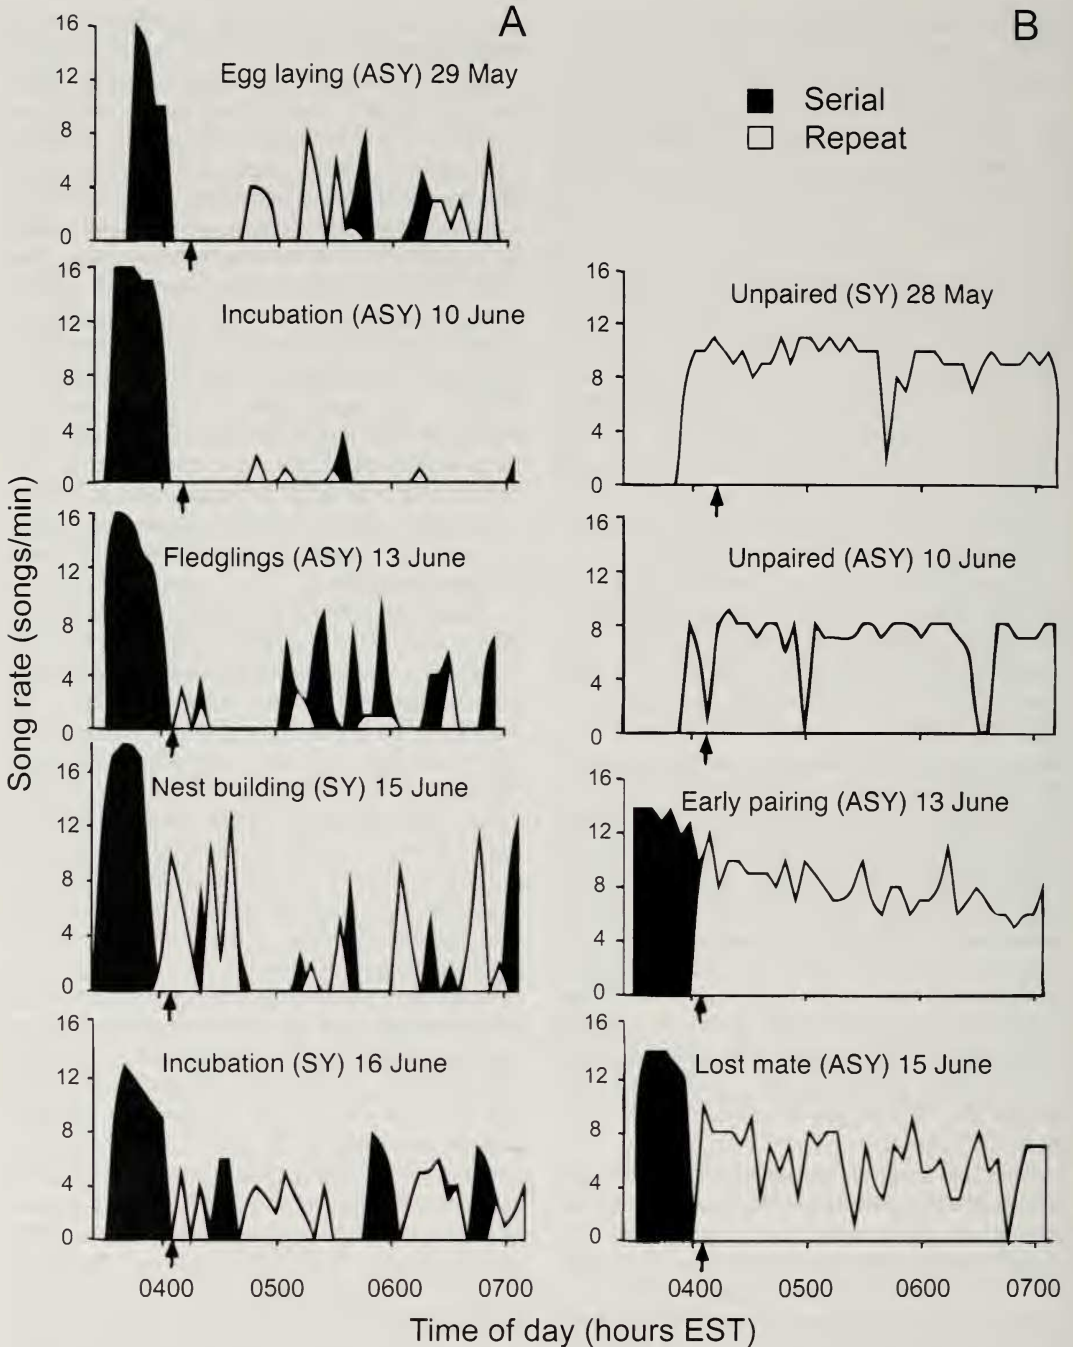 A
B
Egg laying (ASY) 29 May
Serial
Repeat
16
12
8
4
0
Incubation (ASY) 10 June
16
12
8
4
0
Fledglings (ASY) 13 June
16
12
8
4
0
Nest building (SY) 15 June
16
12
8
4
0
Incubation (SY) 16 June
16
12
8
4
0
0400 0500 0600 0700
Unpaired (SY) 28 May
16
12
8
4
0
Unpaired (ASY) 10 June
16
12
8
4
0
Early pairing (ASY) 13 June
16
12
8
4
0
Lost mate (ASY) 15 June
16
12
8
4
0
0400 0500 0600 0700
Song rate (songs/min)
Time of day (hours EST)